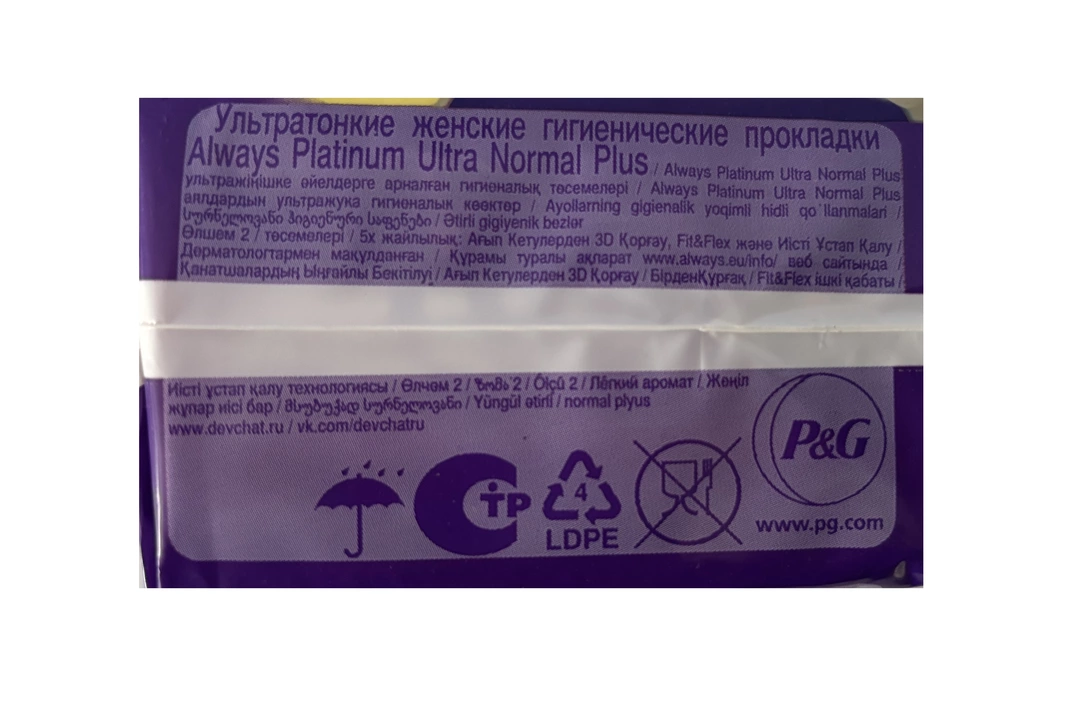 Ультратонкие женские гигиенические прокладки
Always Platinum Ultra Normal Plus / Always Platinum Ultra Normal Plus
ультражіңішке әйелдерге арналған гигиеналық төсемелері / Always Platinum Ultra Normal Plus
аялдардын ультражука гигиеналык көөктөр / Ayollarning gigienalik yoqimli hidli qo'llanmalari /
სურნელოვანი ჰიგიენური საფენები / Ətirli gigiyenik bezlər
Өлшем 2 / төсемелері / 5x жайлылық: Ағып Кетулерден 3D Қорғау, Fit&Flex және Иісті Ұстап Қалу /
Дерматологтармен мақулданған / Құрамы туралы ақпарат www.always.eu/info/ веб сайтында /
Қанатшалардың Ыңғайлы Бекітілуі / Ағып Кетулерден 3D Қорғау / БірденҚұрғақ / Fit&Flex ішкі қабаты /
Иісті ұстап қалу технологиясы / Өлчөм 2 / ზომა 2 / Ölçü 2 / Лёгкий аромат / Жеңіл
жұпар иісі бар / მსუბუქად სურნელოვანი / Yüngül ətirli / normal plyus
www.devchat.ru / vk.com/devchatru
P&G
ТР
4
LDPE
www.pg.com